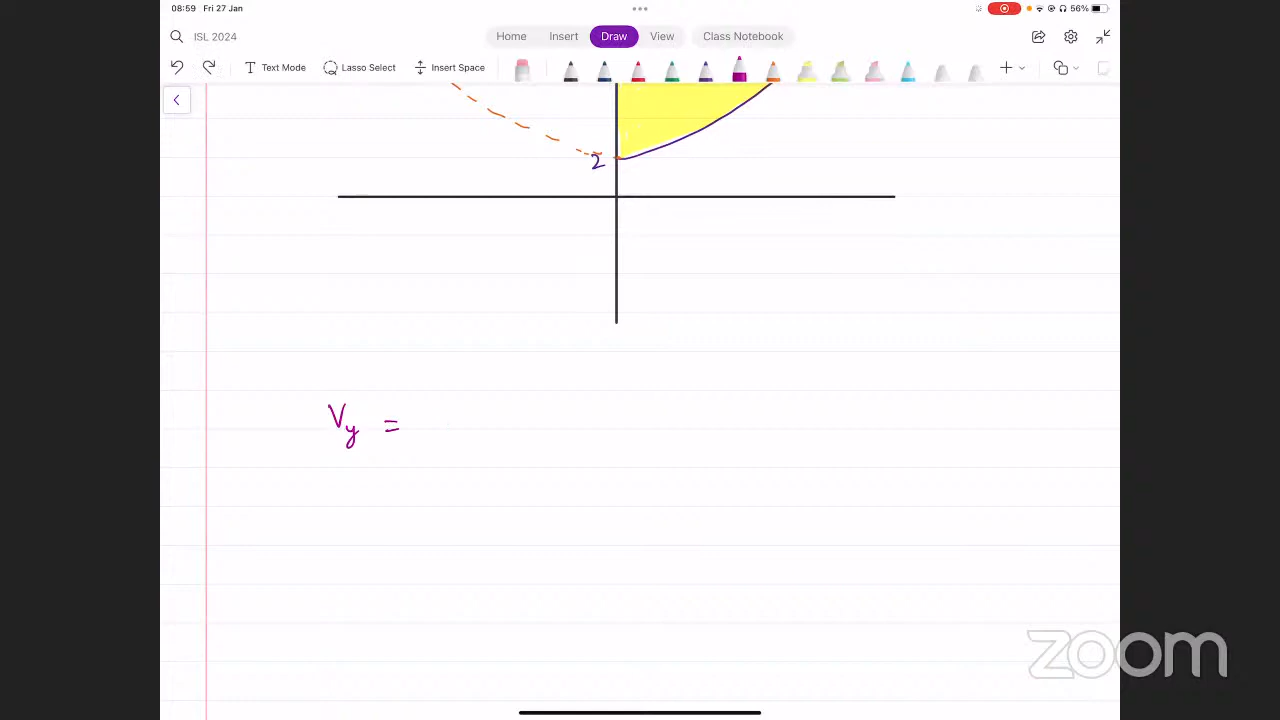 08:59 Fri 27 Jan
56%
ISL 2024
Home Insert Draw View Class Notebook
Text Mode Lasso Select Insert Space
2
Vy =
zoom